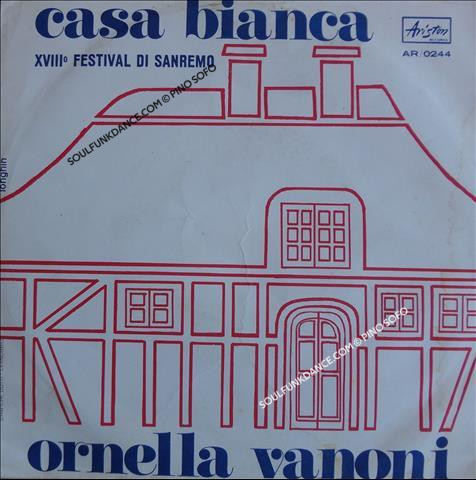 casa bianca
Ariston
RECORDS
AR/0244
XVIII° FESTIVAL DI SANREMO
SOULFUNKDANCE.COM © PINO SOFO
longhin
SOULFUNKDANCE.COM © PINO SOFO
ornella vanoni